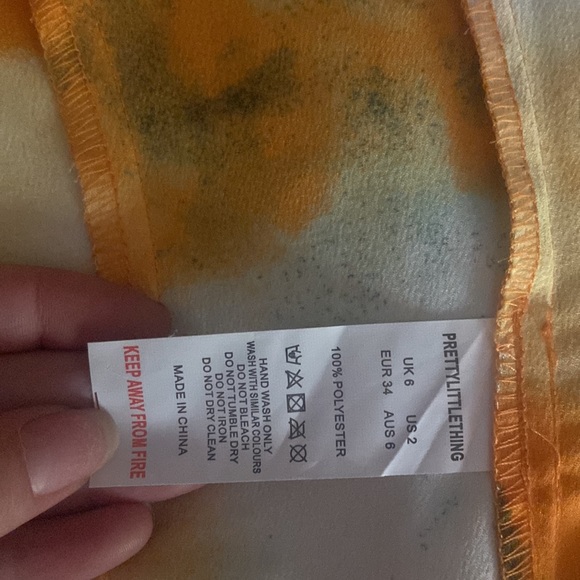 PRETTYLITTLETHING
UK 6 US 2
EUR 34 AUS 6
100% POLYESTER
HAND WASH ONLY
WASH WITH SIMILAR COLOURS
DO NOT BLEACH
DO NOT TUMBLE DRY
DO NOT IRON
DO NOT DRY CLEAN
MADE IN CHINA
KEEP AWAY FROM FIRE